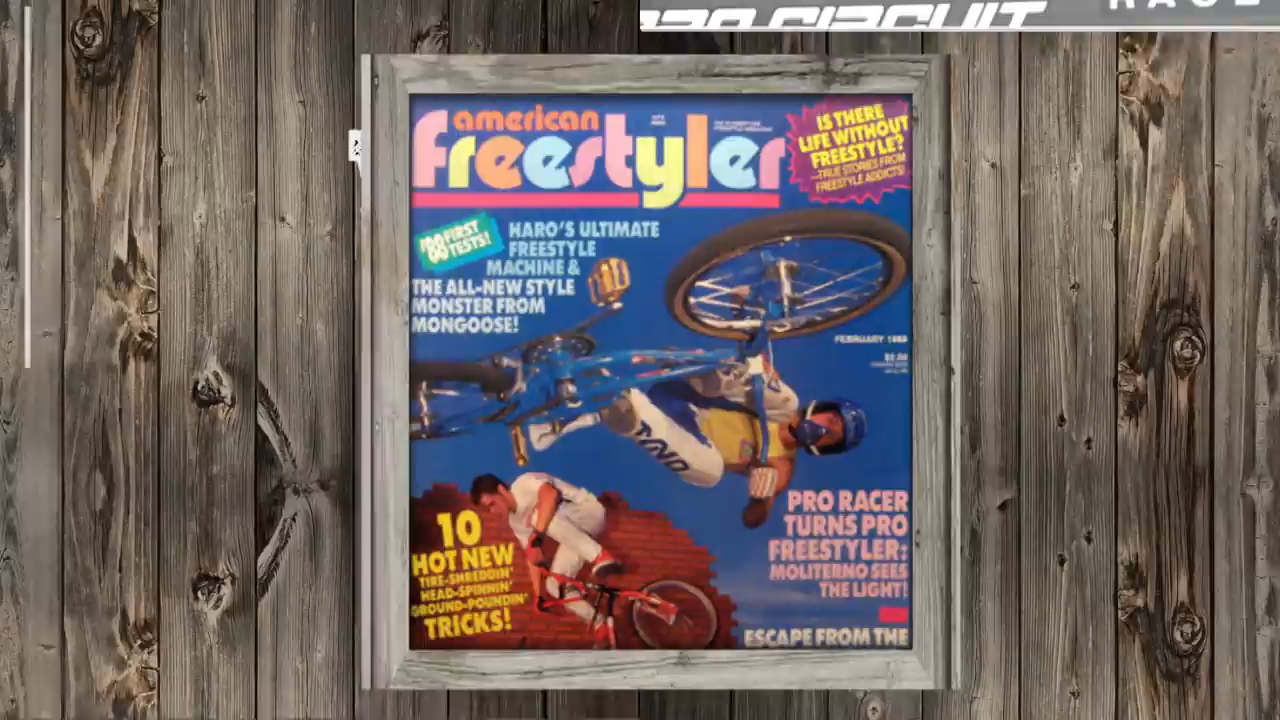 CIRCUIT
RACE
american
freestyler
IS THERE
LIFE WITHOUT
FREESTYLE?
—TRUE STORIES FROM
FREESTYLE ADDICTS!
FIRST
TESTS!
HARO'S ULTIMATE
FREESTYLE
MACHINE &
THE ALL-NEW STYLE
MONSTER FROM
MONGOOSE!
FEBRUARY
TYNO
10
HOT NEW
TIRE-SHREDDIN'
HEAD-SPINNIN'
GROUND-POUNDIN'
TRICKS!
PRO RACER
TURNS PRO
FREESTYLER:
MOLITERNO SEES
THE LIGHT!
ESCAPE FROM THE